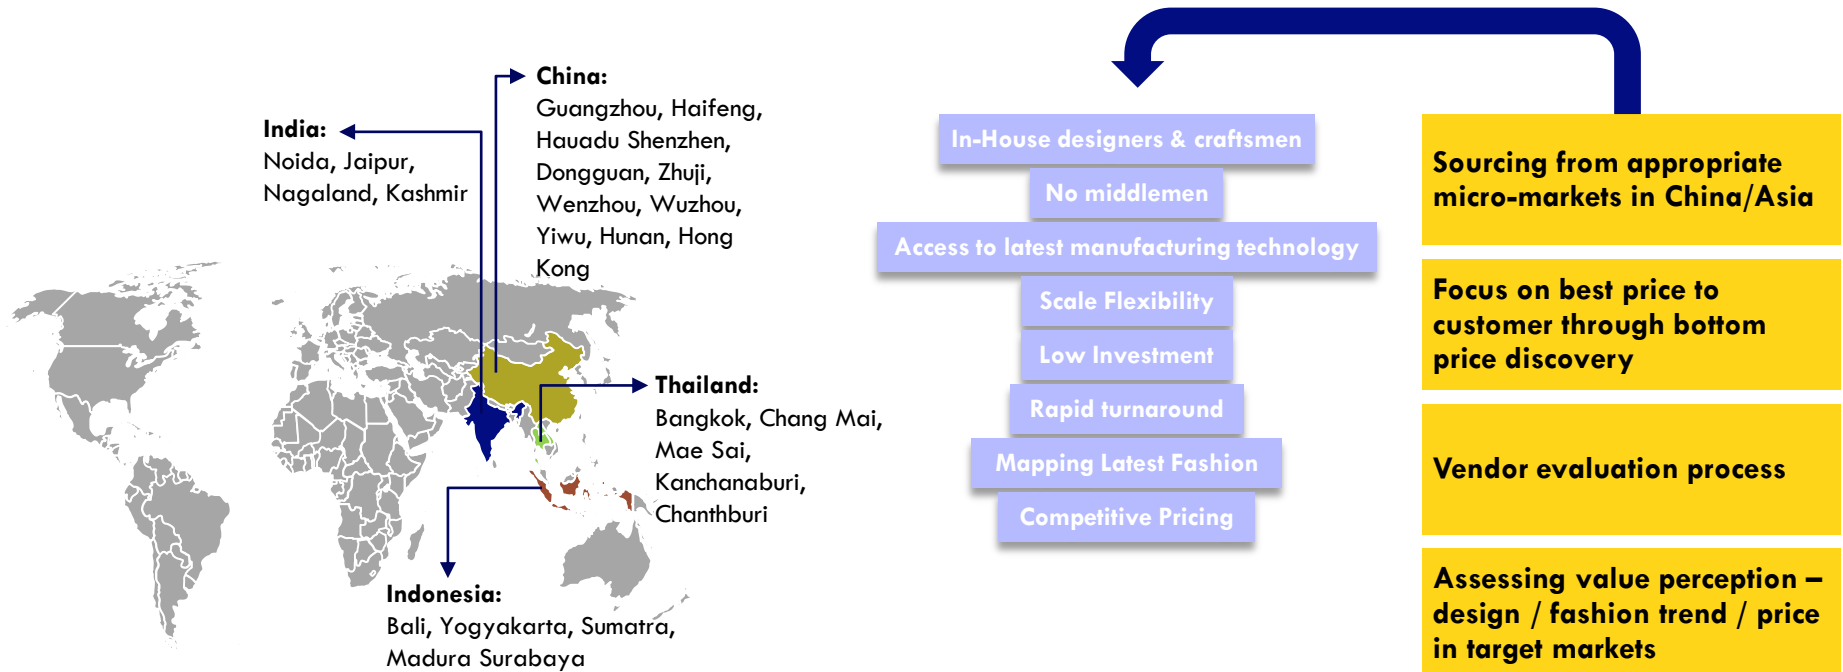 China:
Guangzhou, Haifeng,
Hauadu Shenzhen,
Dongguan, Zhuji,
Wenzhou, Wuzhou,
Yiwu, Hunan, Hong
Kong
India:
Noida, Jaipur,
Nagaland, Kashmir
Thailand:
Bangkok, Chang Mai,
Mae Sai,
Kanchanaburi,
Chanthburi
Indonesia:
Bali, Yogyakarta, Sumatra,
Madura Surabaya
In-House designers & craftsmen
No middlemen
Access to latest manufacturing technology
Scale Flexibility
Low Investment
Rapid turnaround
Mapping Latest Fashion
Competitive Pricing
Sourcing from appropriate
micro-markets in China/Asia
Focus on best price to
customer through bottom
price discovery
Vendor evaluation process
Assessing value perception –
design / fashion trend / price
in target markets